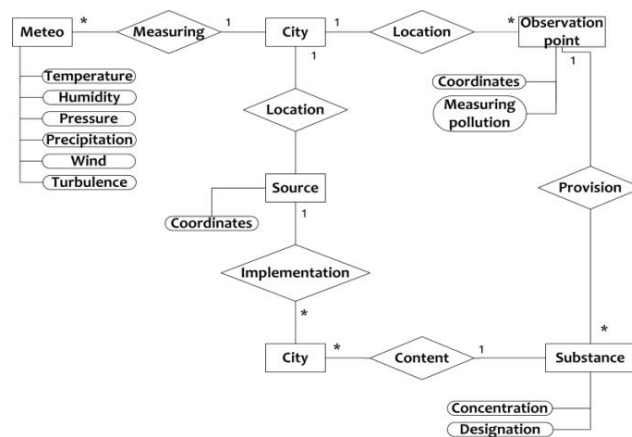 Meteo * Measuring 1 City 1 Location * Observation point
1
1
Temperature
Humidity
Pressure
Precipitation
Wind
Turbulence
Coordinates
Measuring
pollution
Location
Provision
Source
Coordinates
1
Implementation
*
*
City * Content 1 Substance
Concentration
Designation